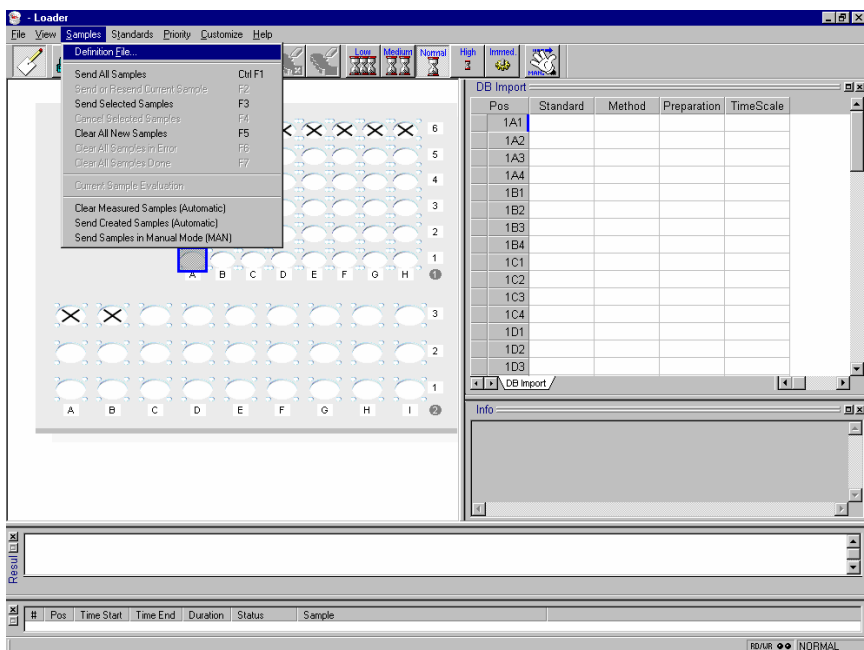 - Loader
File View Samples Standards Priority Customize Help
Definition File...
Send All Samples Ctrl F1
Send or Resend Current Sample F2
Send Selected Samples F3
Cancel Selected Samples F4
Clear All New Samples F5
Clear All Samples in Error F6
Clear All Samples Done F7
Current Sample Evaluation
Clear Measured Samples (Automatic)
Send Created Samples (Automatic)
Send Samples in Manual Mode (MAN)
Low Medium Normal High Immed.
MAN
6
5
4
3
2
1
A B C D E F G H 1
3
2
1
A B C D E F G H I 2
DB Import
Pos Standard Method Preparation TimeScale
1A1
1A2
1A3
1A4
1B1
1B2
1B3
1B4
1C1
1C2
1C3
1C4
1D1
1D2
1D3
DB Import
Info
Resul
# Pos Time Start Time End Duration Status Sample
RD/WR NORMAL